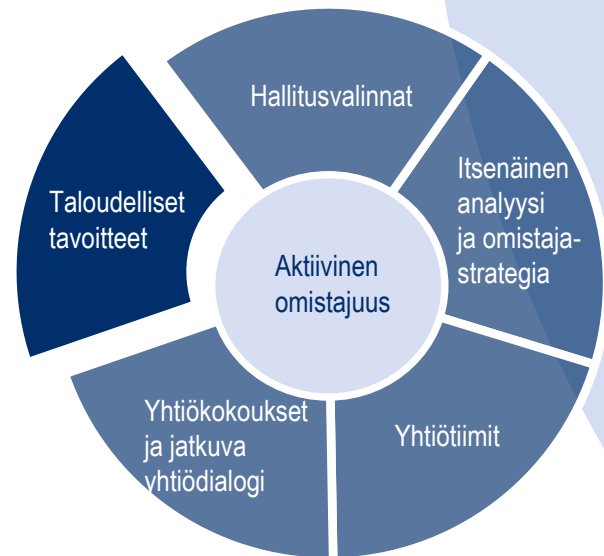 Hallitusvalinnat
Itsenäinen
analyysi
ja omistaja-
strategia
Taloudelliset
tavoitteet
Aktiivinen
omistajuus
Yhtiökokoukset
ja jatkuva
yhtiödialogi
Yhtiötiimit